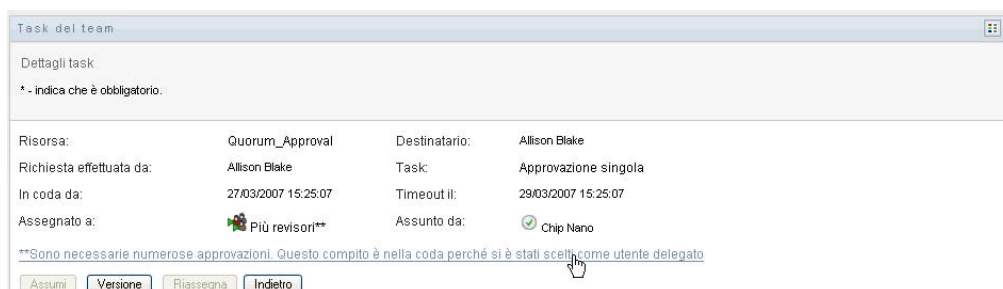 Task del team
Dettagli task
* - indica che è obbligatorio.
Risorsa: Quorum_Approval Destinatario: Allison Blake
Richiesta effettuata da: Allison Blake Task: Approvazione singola
In coda da: 27/03/2007 15:25:07 Timeout il: 29/03/2007 15:25:07
Assegnato a: Più revisori** Assunto da: Chip Nano
**Sono necessarie numerose approvazioni. Questo compito è nella coda perché si è stati scelti come utente delegato
Assumi Versione Riassegna Indietro